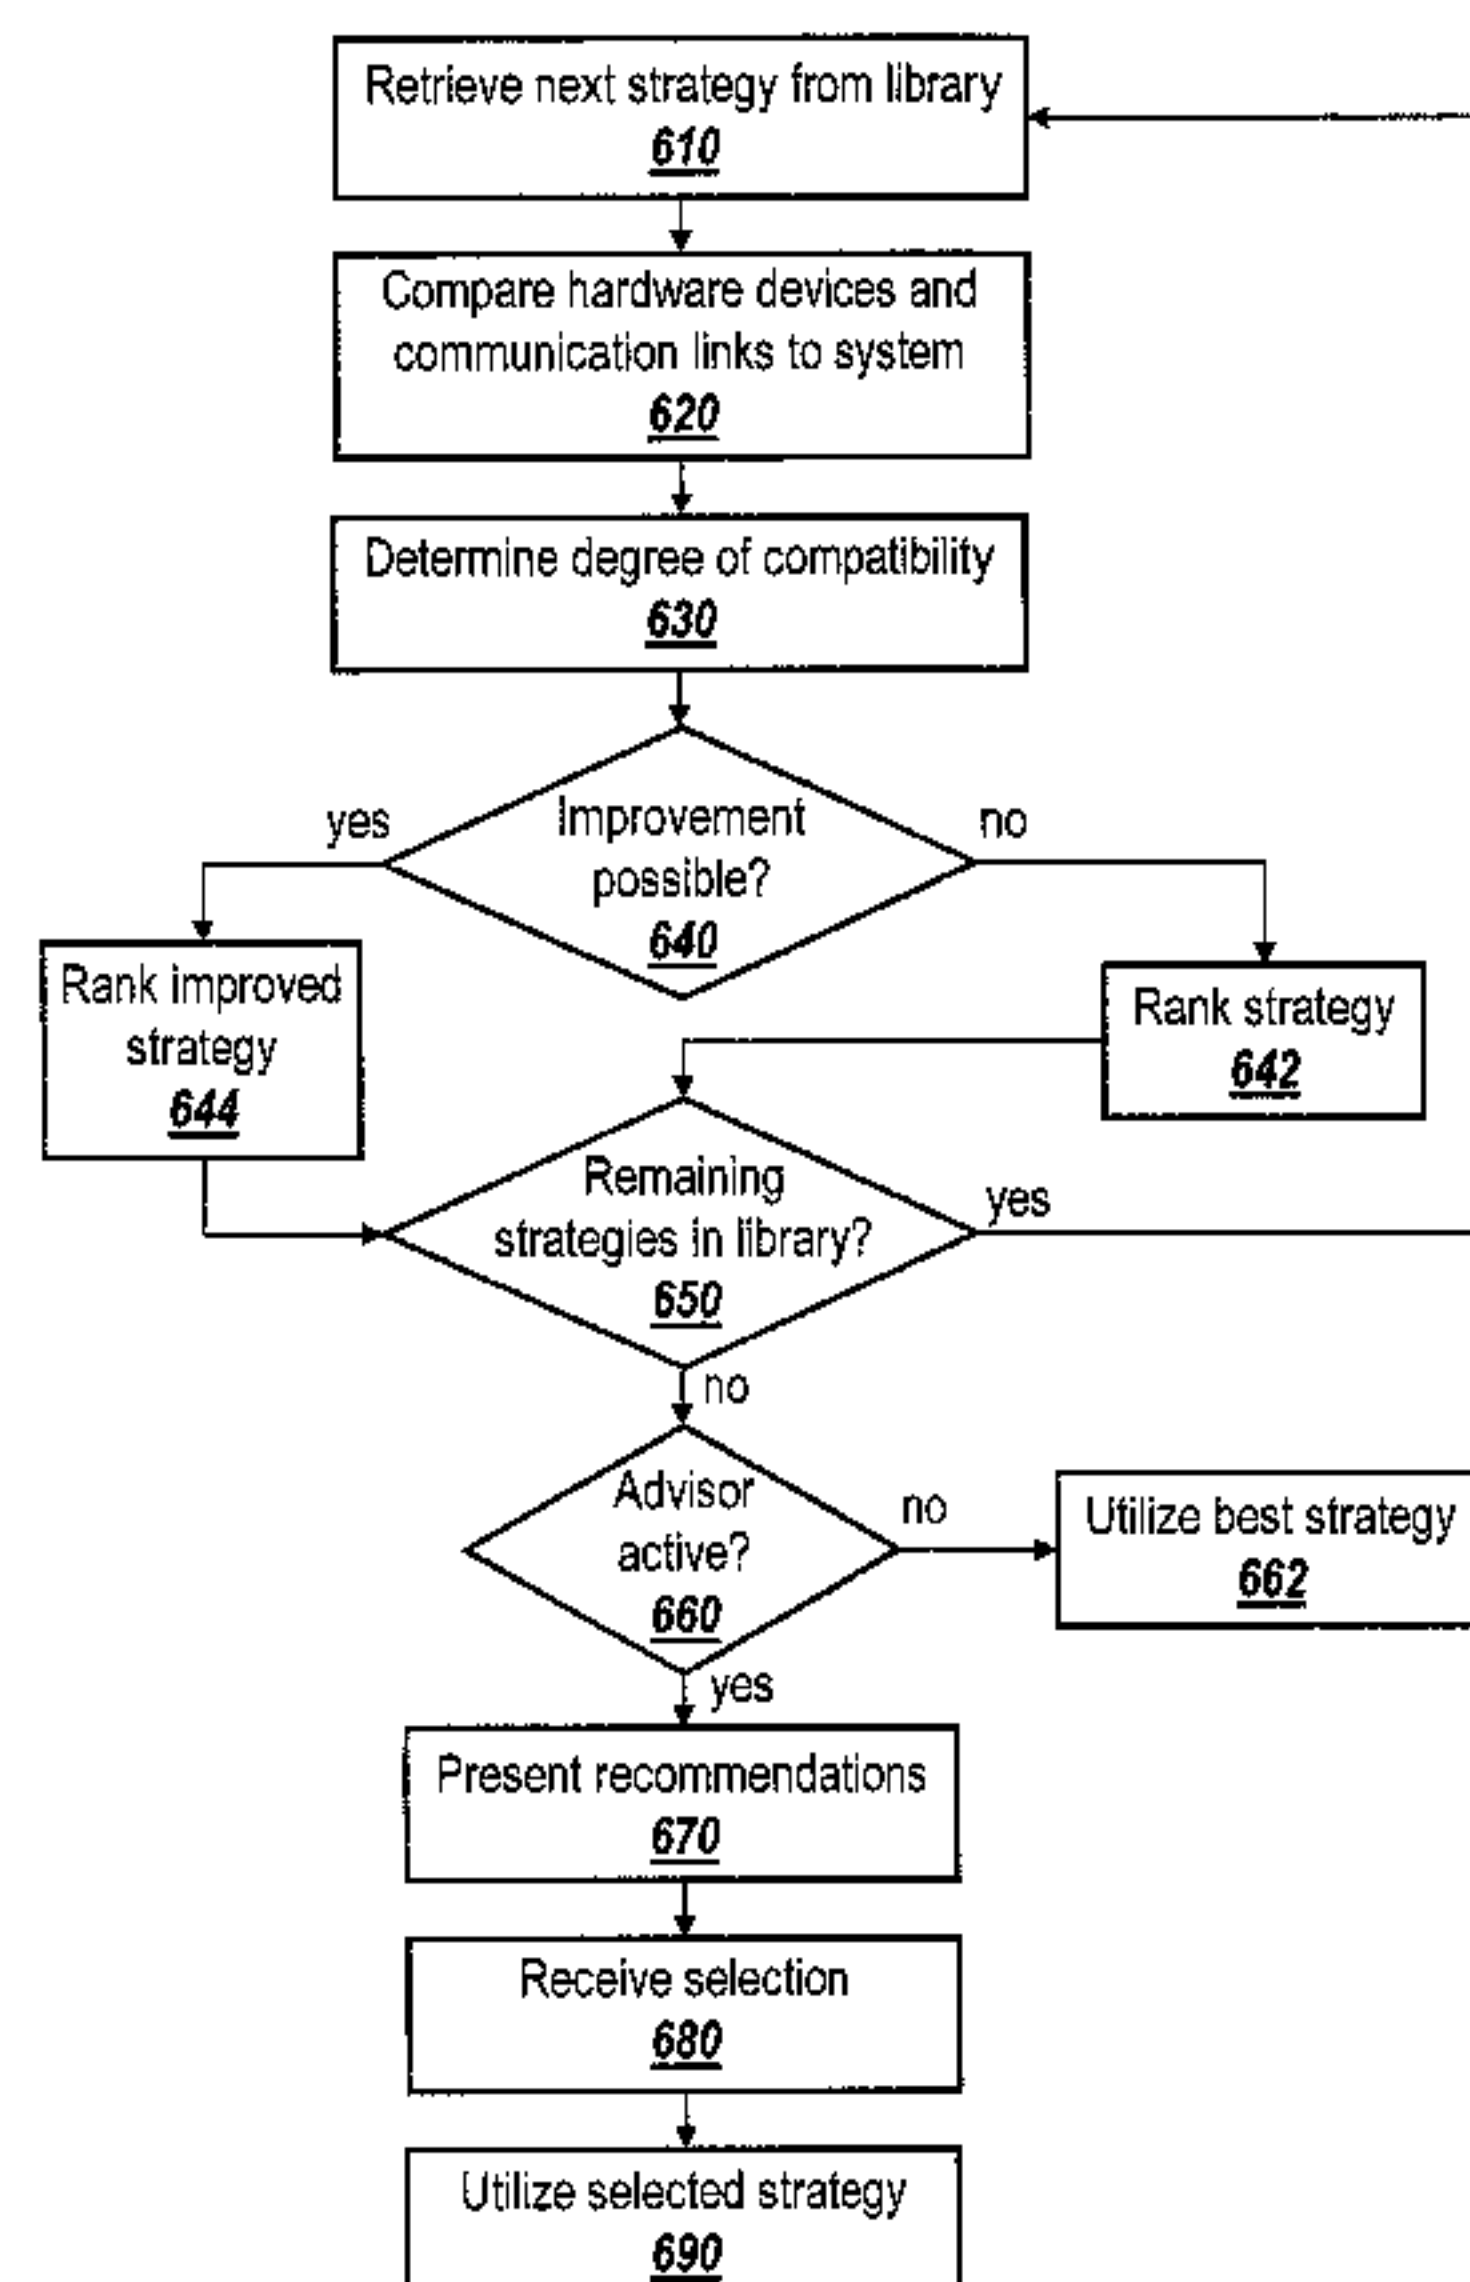 Retrieve next strategy from library
610
Compare hardware devices and
communication links to system
620
Determine degree of compatibility
630
yes
Improvement
possible?
640
no
Rank improved
strategy
644
Rank strategy
642
Remaining
strategies in library?
650
yes
no
Advisor
active?
660
no
Utilize best strategy
662
yes
Present recommendations
670
Receive selection
680
Utilize selected strategy
690